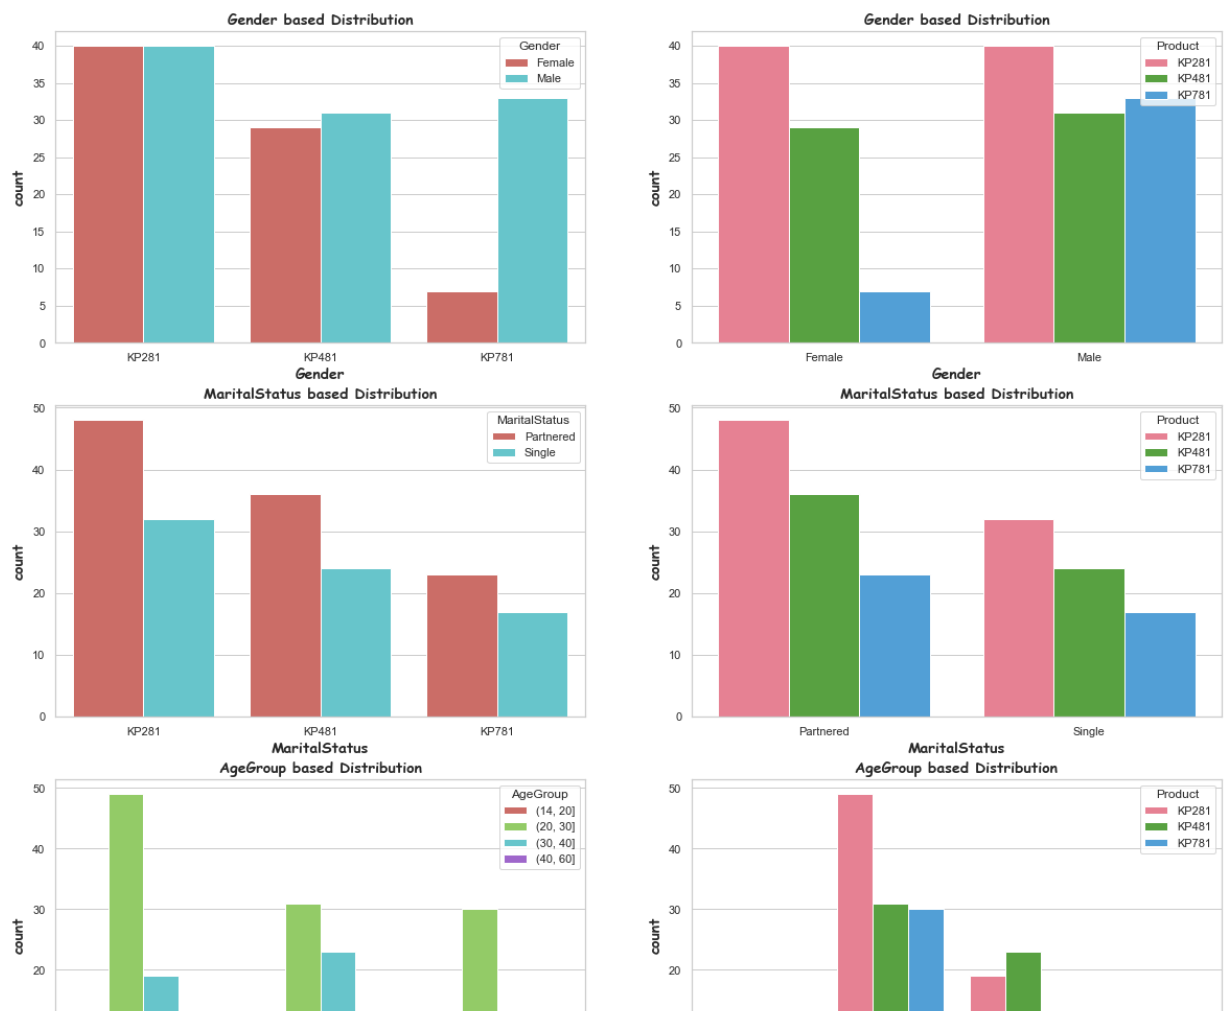 Gender based Distribution
40
35
30
25
20
15
10
5
0
count
Gender
Female
Male
KP281
KP481
KP781
Gender
Gender based Distribution
40
35
30
25
20
15
10
5
0
count
Product
KP281
KP481
KP781
Female
Male
Gender
MaritalStatus based Distribution
50
40
30
20
10
0
count
MaritalStatus
Partnered
Single
KP281
KP481
KP781
MaritalStatus
MaritalStatus based Distribution
50
40
30
20
10
0
count
Product
KP281
KP481
KP781
Partnered
Single
MaritalStatus
AgeGroup based Distribution
50
40
30
20
count
AgeGroup
(14, 20]
(20, 30]
(30, 40]
(40, 60]
AgeGroup based Distribution
50
40
30
20
count
Product
KP281
KP481
KP781